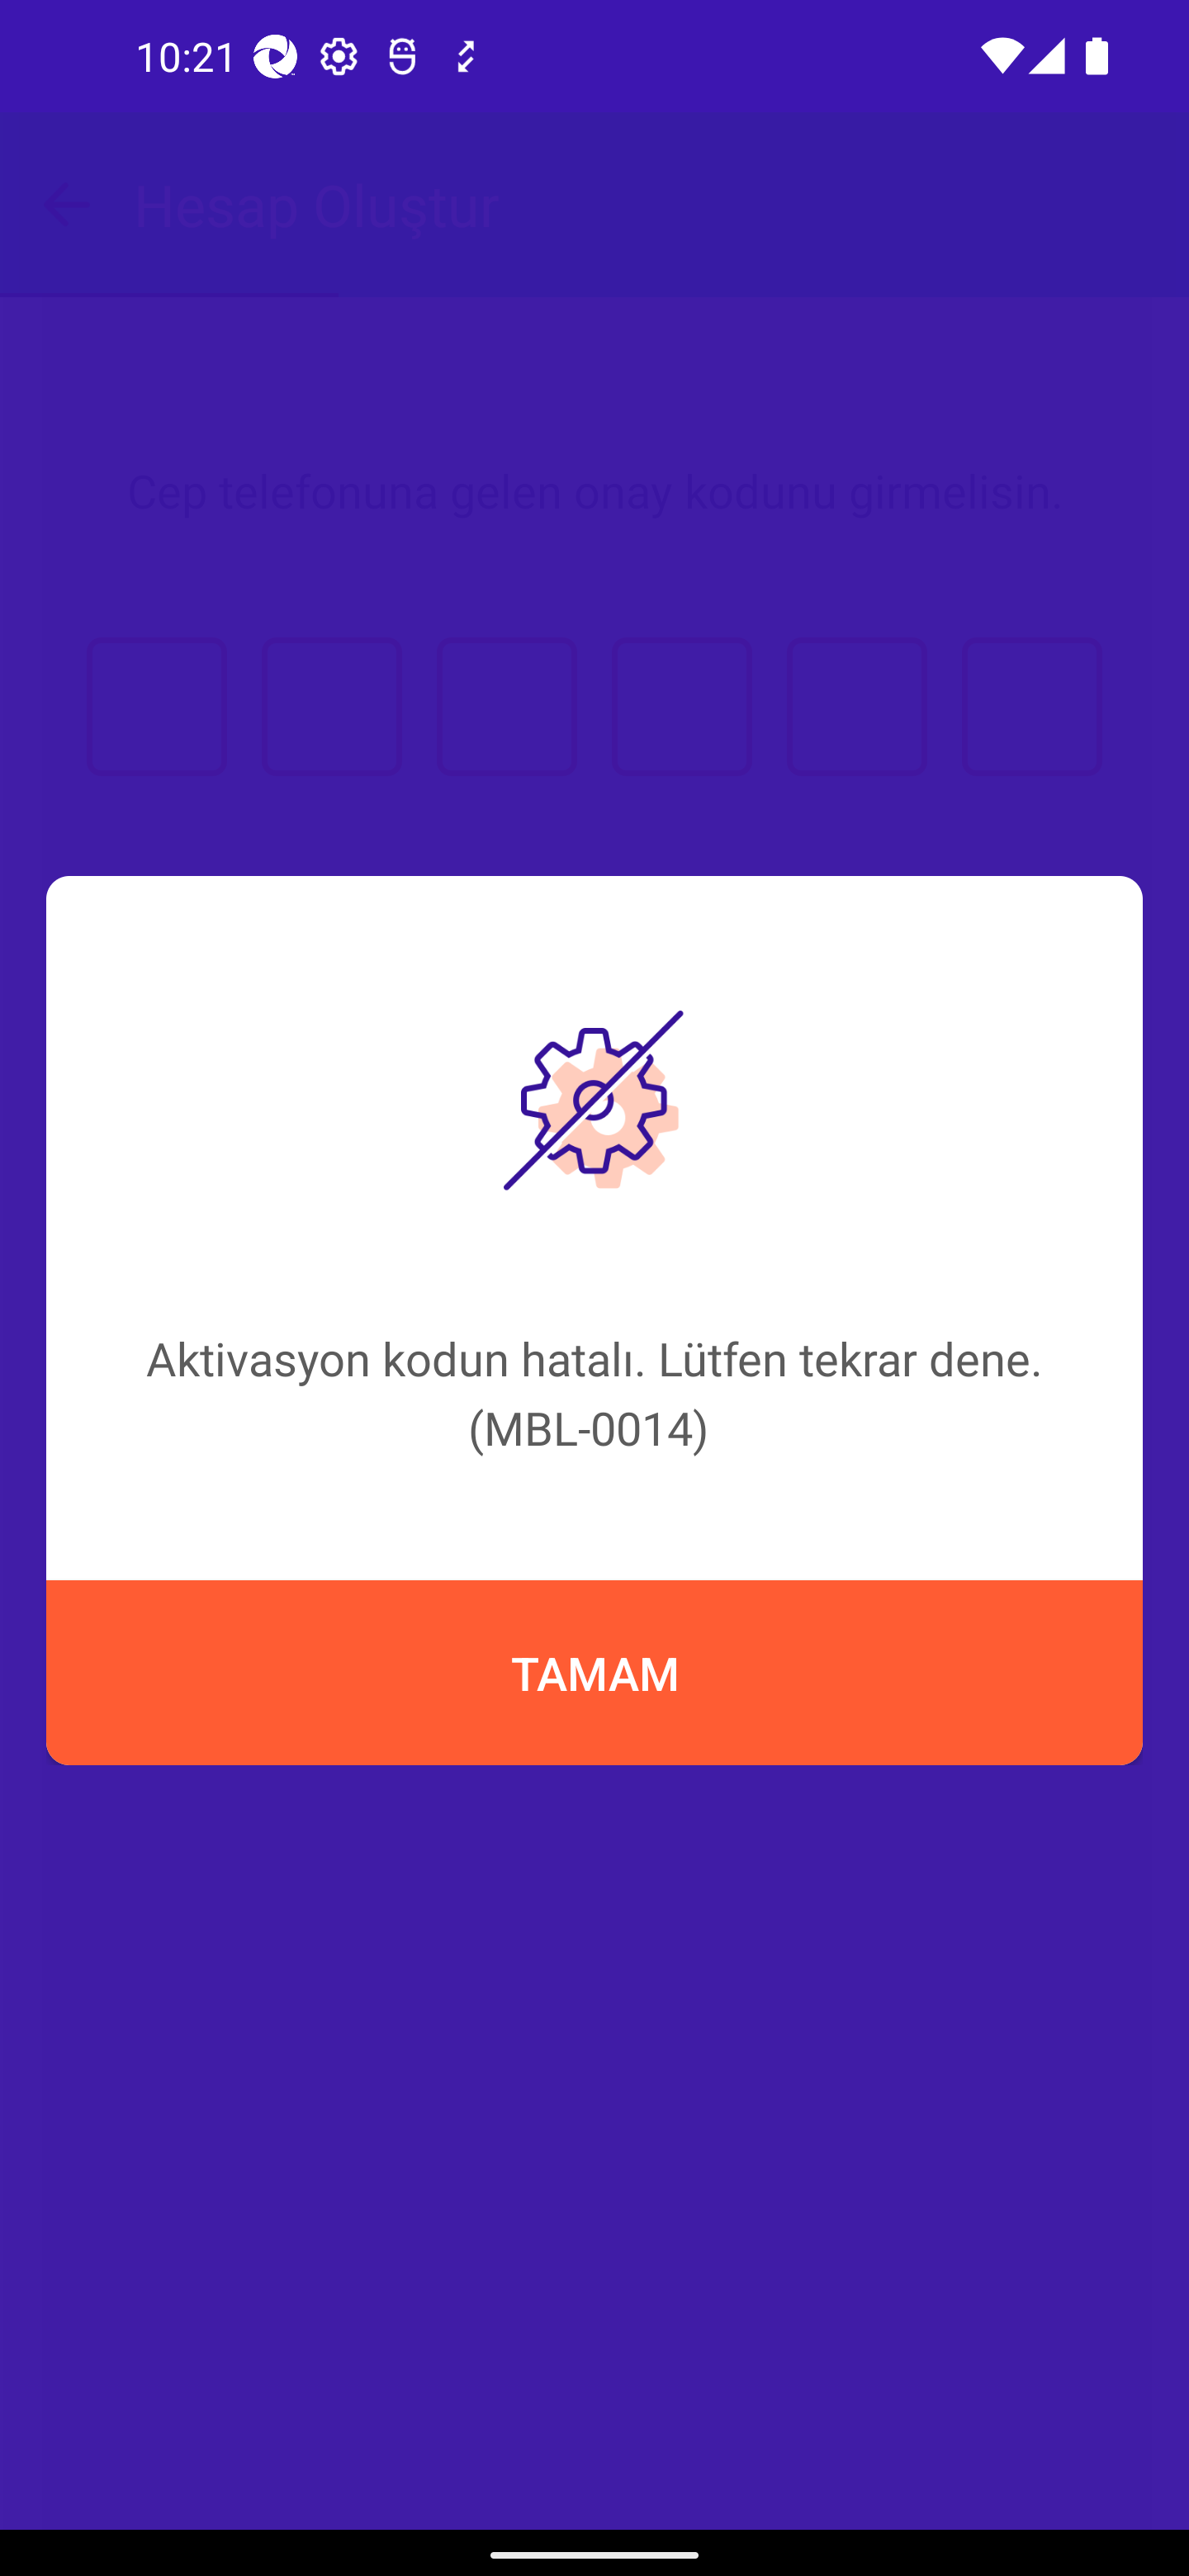 10:21
Hesap Oluştur
Cep telefonuna gelen onay kodunu girmelisin.
Aktivasyon kodun hatalı. Lütfen tekrar dene.
(MBL-0014)
TAMAM